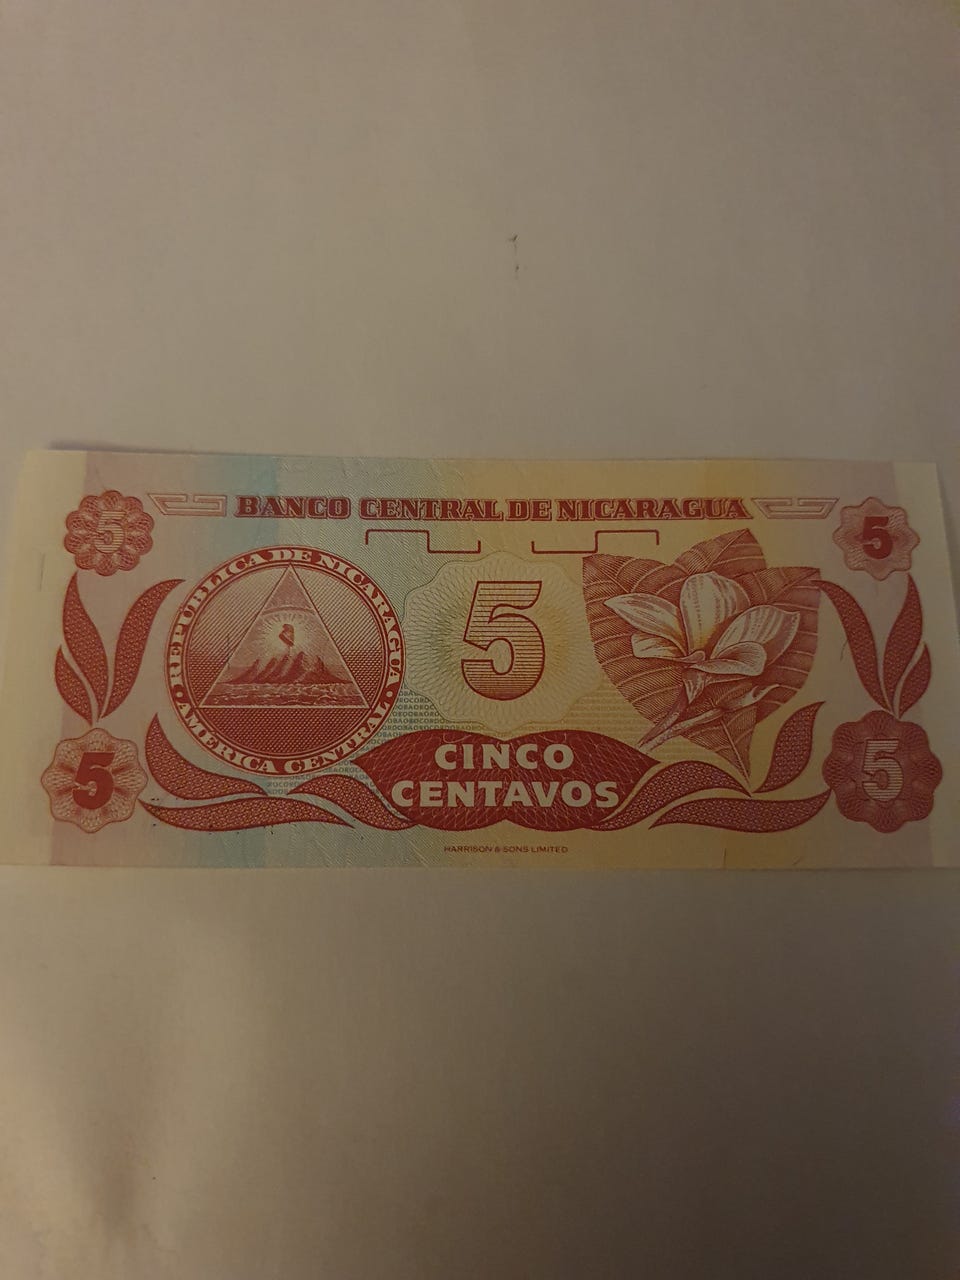 5
BANCO CENTRAL DE NICARAGUA
5
REPUBLICA DE NICARAGUA
AMERICA CENTRAL
5
CINCO
CENTAVOS
5
5
HARRISON & SONS LIMITED